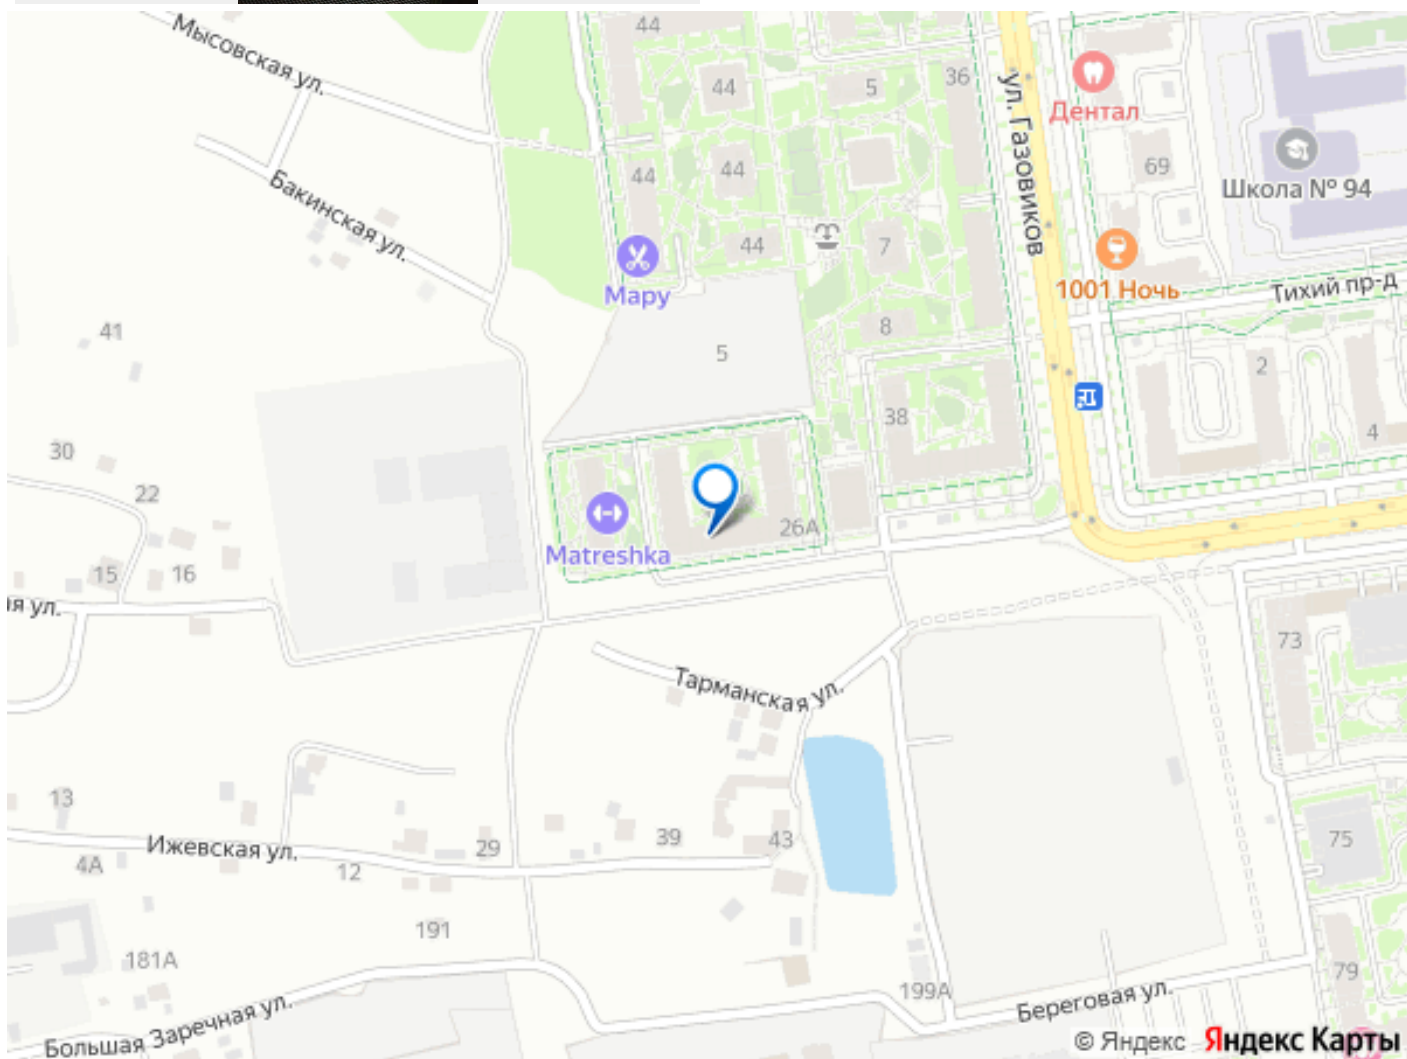 44
Мысовская ул.
44
5
36
ул. Газовиков
Дентал
69
Школа № 94
Бакинская ул.
44
44
44
7
Мару
1001 Ночь
Тихий пр-д
41
5
8
2
38
4
30
22
26А
Matreshka
15
16
ая ул.
73
Тарманская ул.
13
Ижевская ул.
4А
12
29
39
43
75
191
181А
199А
79
Большая Заречная ул.
Береговая ул.
© Яндекс Яндекс Карты